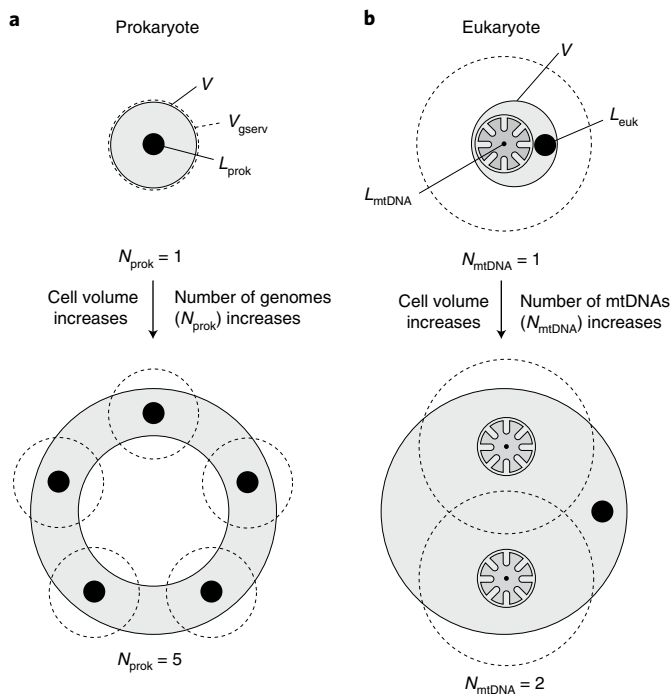 a
Prokaryote
V
V_gserv
L_prok
N_prok = 1
Cell volume
increases
Number of genomes
(N_prok) increases
N_prok = 5
b
Eukaryote
V
L_euk
L_mtDNA
N_mtDNA = 1
Cell volume
increases
Number of mtDNAs
(N_mtDNA) increases
N_mtDNA = 2